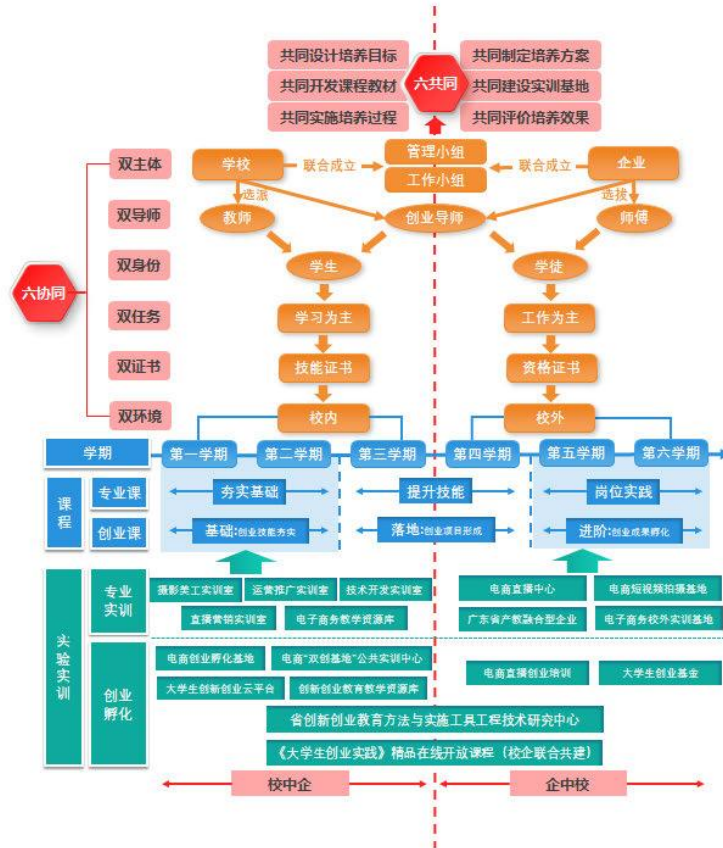 共同设计培养目标
共同制定培养方案
共同开发课程教材
六共同
共同建设实训基地
共同实施培养过程
共同评价培养效果
双主体
学校
联合成立
管理小组
工作小组
联合成立
企业
选派
选拔
双导师
教师
创业导师
师傅
双身份
学生
学徒
六协同
双任务
学习为主
工作为主
双证书
技能证书
资格证书
双环境
校内
校外
学期
第一学期
第二学期
第三学期
第四学期
第五学期
第六学期
课程
专业课
夯实基础
提升技能
岗位实践
创业课
基础:创业技能夯实
落地:创业项目形成
进阶:创业成果孵化
实验实训
专业
实训
摄影美工实训室
运营推广实训室
技术开发实训室
电商直播中心
电商短视频拍摄基地
直播营销实训室
电子商务教学资源库
广东省产教融合型企业
电子商务校外实训基地
创业
孵化
电商创业孵化基地
电商“双创基地”公共实训中心
电商直播创业培训
大学生创业基金
大学生创新创业云平台
创新创业教育教学资源库
省创新创业教育方法与实施工具工程技术研究中心
《大学生创业实践》精品在线开放课程（校企联合共建）
校中企
企中校